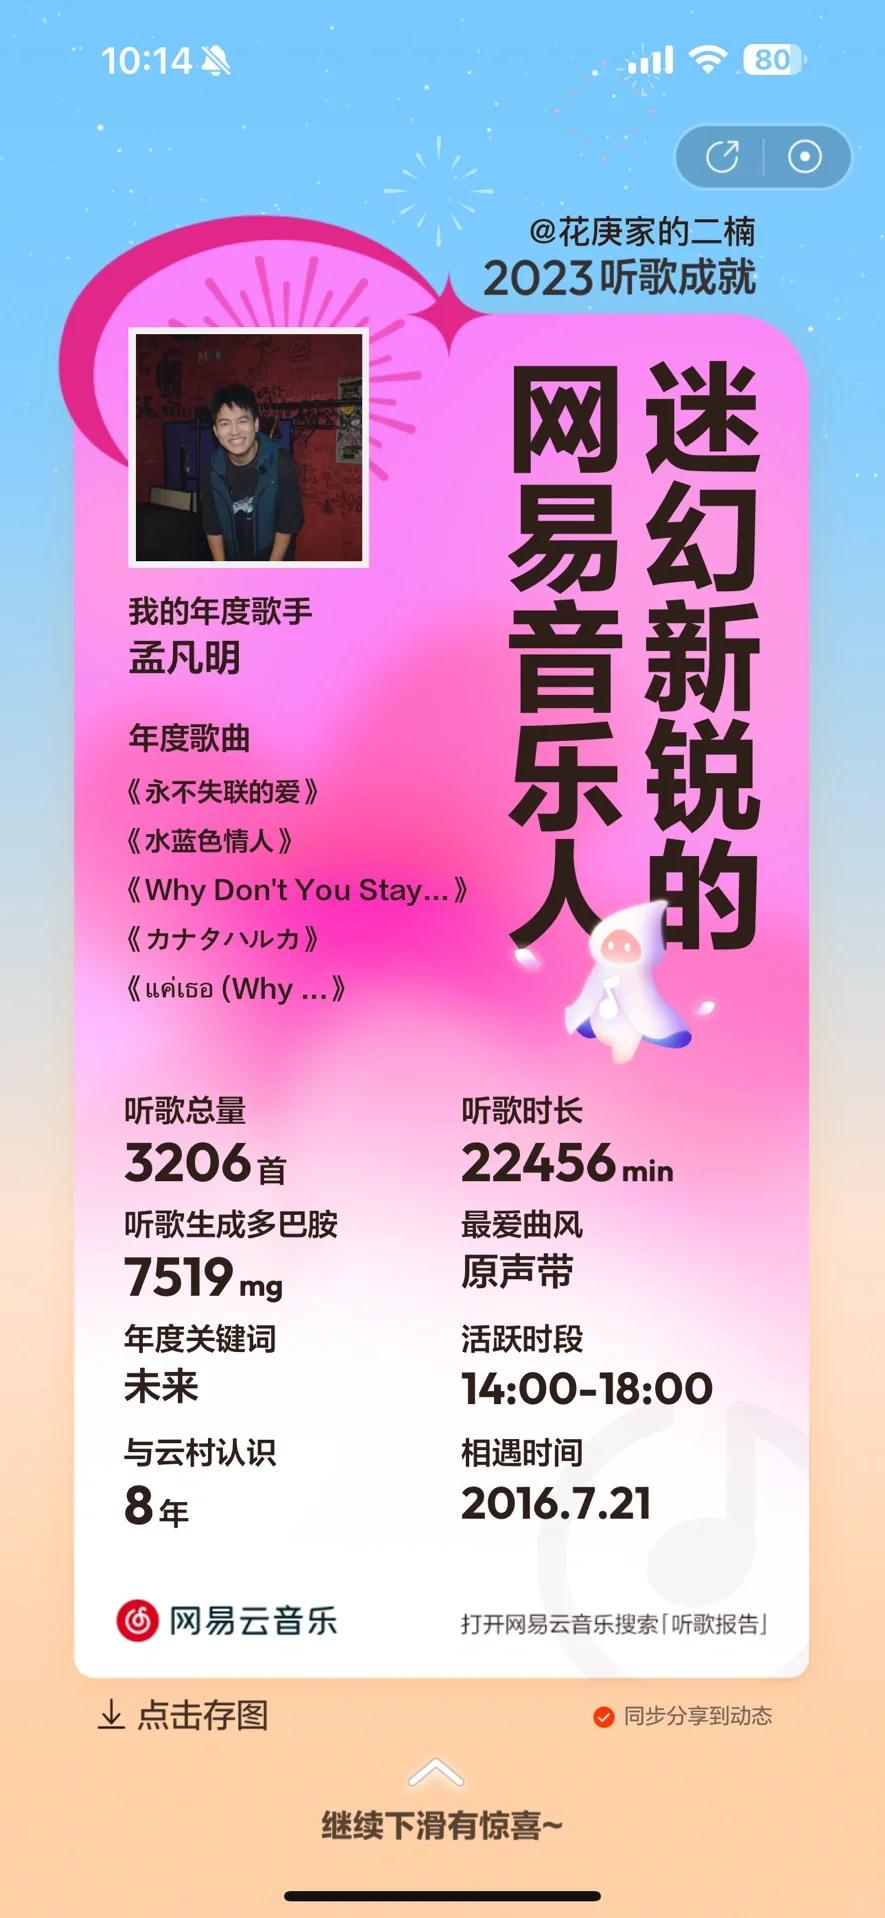 10:14
80
@花庚家的二楠
2023听歌成就
迷幻新锐的
网易音乐人
我的年度歌手
孟凡明
年度歌曲
《永不失联的爱》
《水蓝色情人》
《Why Don't You Stay...》
《カナタハルカ》
《แค่เธอ (Why ...》
听歌总量
3206首
听歌时长
22456min
听歌生成多巴胺
7519mg
最爱曲风
原声带
年度关键词
未来
活跃时段
14:00-18:00
与云村认识
8年
相遇时间
2016.7.21
网易云音乐
打开网易云音乐搜索「听歌报告」
点击存图
同步分享到动态
继续下滑有惊喜~